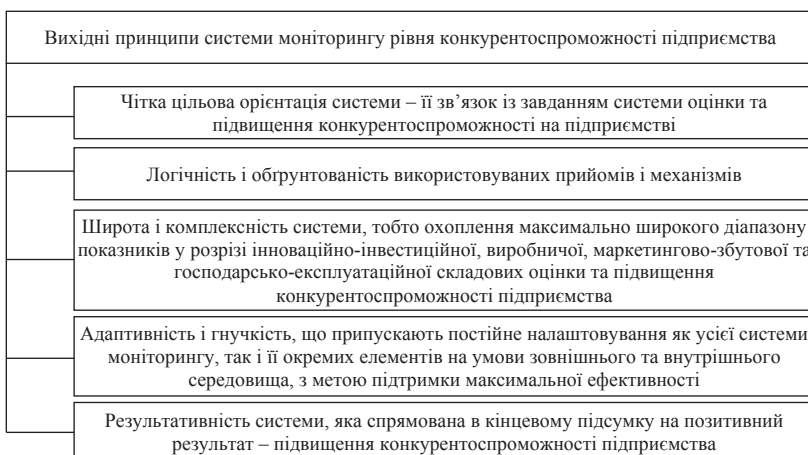 Вихідні принципи системи моніторингу рівня конкурентоспроможності підприємства
Чітка цільова орієнтація системи – її зв’язок із завданням системи оцінки та
підвищення конкурентоспроможності на підприємстві
Логічність і обґрунтованість використовуваних прийомів і механізмів
Широта і комплексність системи, тобто охоплення максимально широкого діапазону
показників у розрізі інноваційно-інвестиційної, виробничої, маркетингово-збутової та
господарсько-експлуатаційної складових оцінки та підвищення
конкурентоспроможності підприємства
Адаптивність і гнучкість, що припускають постійне налаштовування як усієї системи
моніторингу, так і її окремих елементів на умови зовнішнього та внутрішнього
середовища, з метою підтримки максимальної ефективності
Результативність системи, яка спрямована в кінцевому підсумку на позитивний
результат – підвищення конкурентоспроможності підприємства